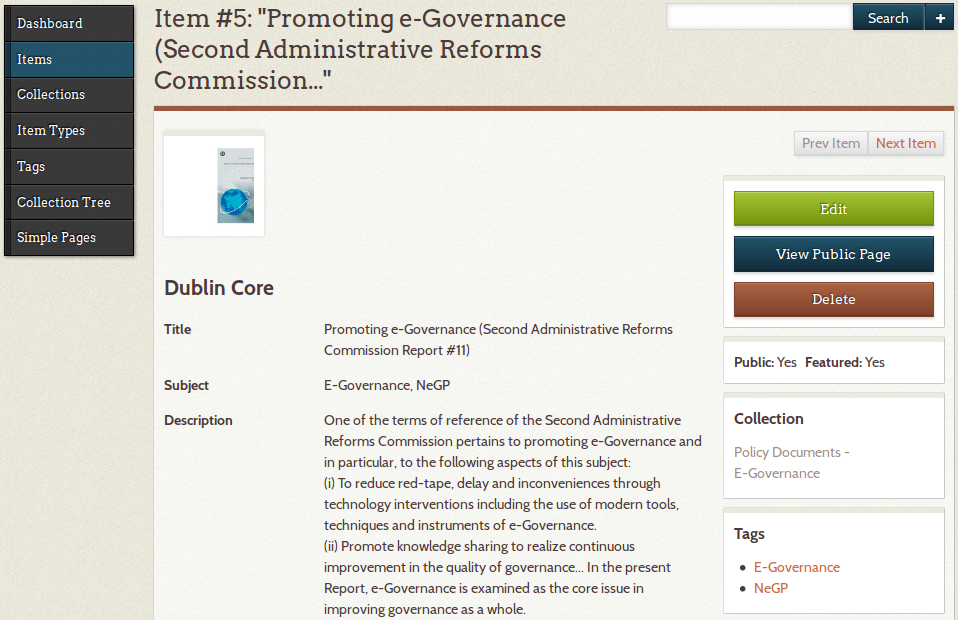 Dashboard
Items
Collections
Item Types
Tags
Collection Tree
Simple Pages
Item #5: "Promoting e-Governance
(Second Administrative Reforms
Commission..."
Search
+
Prev Item
Next Item
Edit
View Public Page
Delete
Public: Yes Featured: Yes
Collection
Policy Documents -
E-Governance
Tags
E-Governance
NeGP
Dublin Core
Title
Promoting e-Governance (Second Administrative Reforms
Commission Report #11)
Subject
E-Governance, NeGP
Description
One of the terms of reference of the Second Administrative
Reforms Commission pertains to promoting e-Governance and
in particular, to the following aspects of this subject:
(i) To reduce red-tape, delay and inconveniences through
technology interventions including the use of modern tools,
techniques and instruments of e-Governance.
(ii) Promote knowledge sharing to realize continuous
improvement in the quality of governance... In the present
Report, e-Governance is examined as the core issue in
improving governance as a whole.